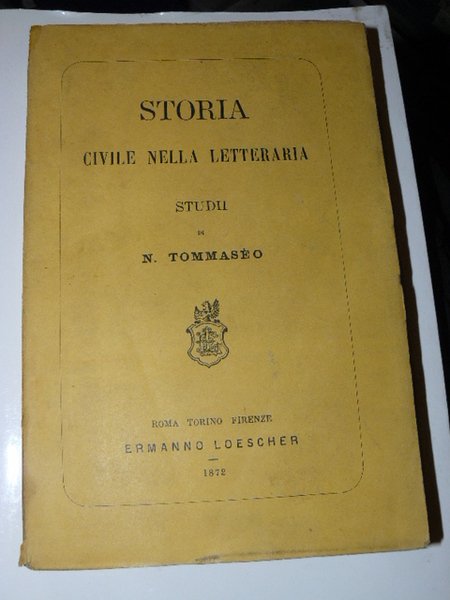 STORIA
CIVILE NELLA LETTERARIA
STUDII
DI
N. TOMMASÈO
ROMA TORINO FIRENZE
ERMANNO LOESCHER
1872